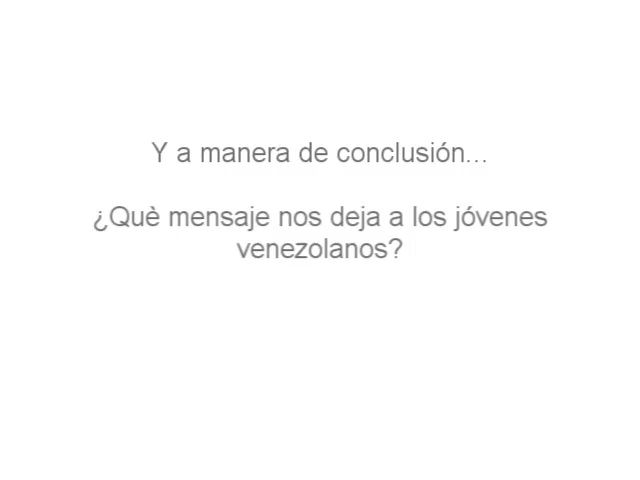 Y a manera de conclusión...
¿Què mensaje nos deja a los jóvenes
venezolanos?